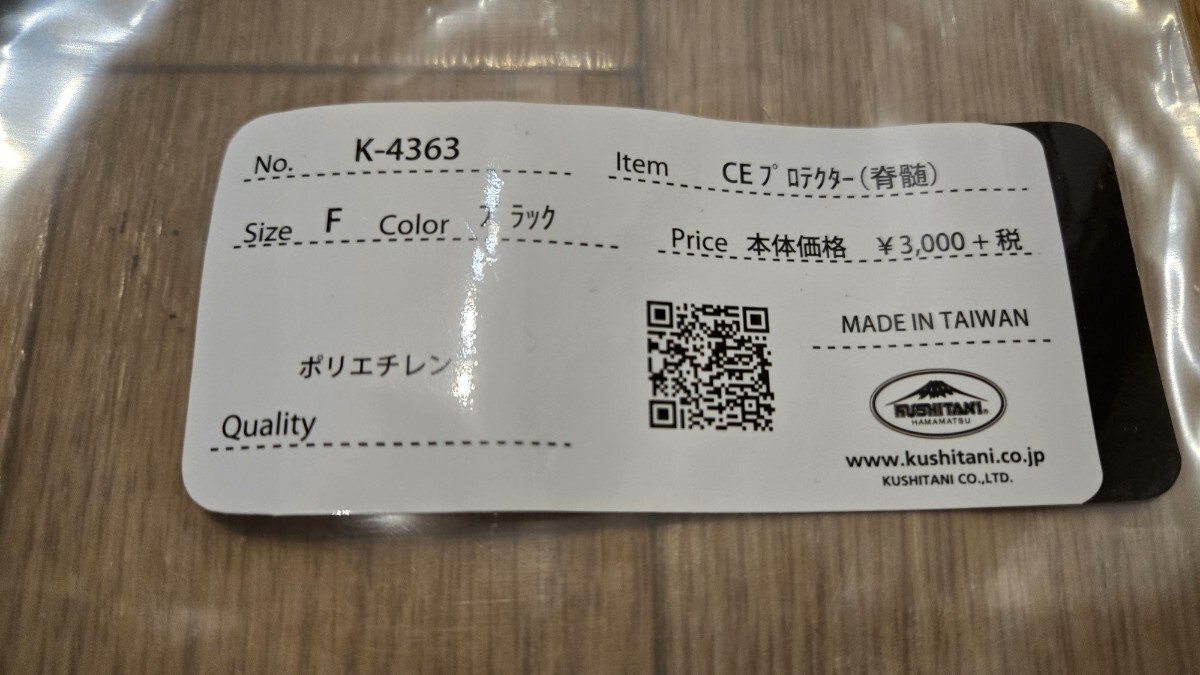 No. K-4363
Item CEプロテクター(脊髄)
Size F Color ラック
Price 本体価格 ¥3,000+税
ポリエチレン
Quality
MADE IN TAIWAN
KUSHITANI®
HAMAMATSU
www.kushitani.co.jp
KUSHITANI CO.,LTD.